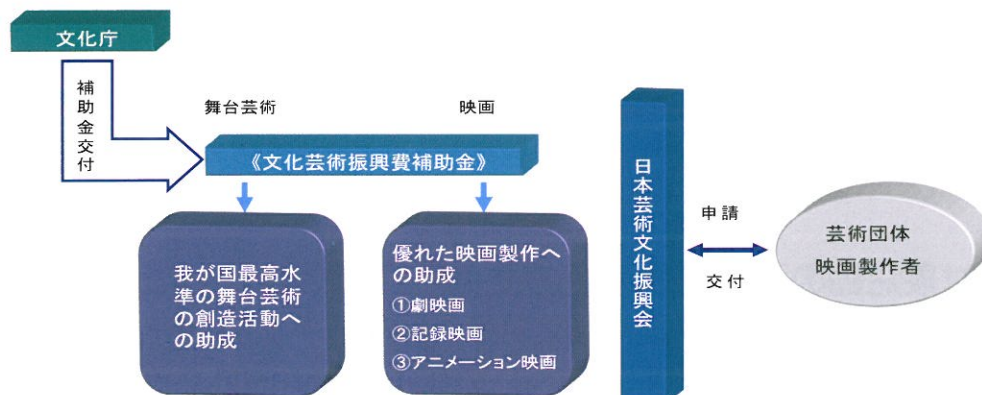 文化庁
補助金交付
舞台芸術
映画
《文化芸術振興費補助金》
我が国最高水
準の舞台芸術
の創造活動へ
の助成
優れた映画製作へ
の助成
①劇映画
②記録映画
③アニメーション映画
日本芸術文化振興会
申請
交付
芸術団体
映画製作者